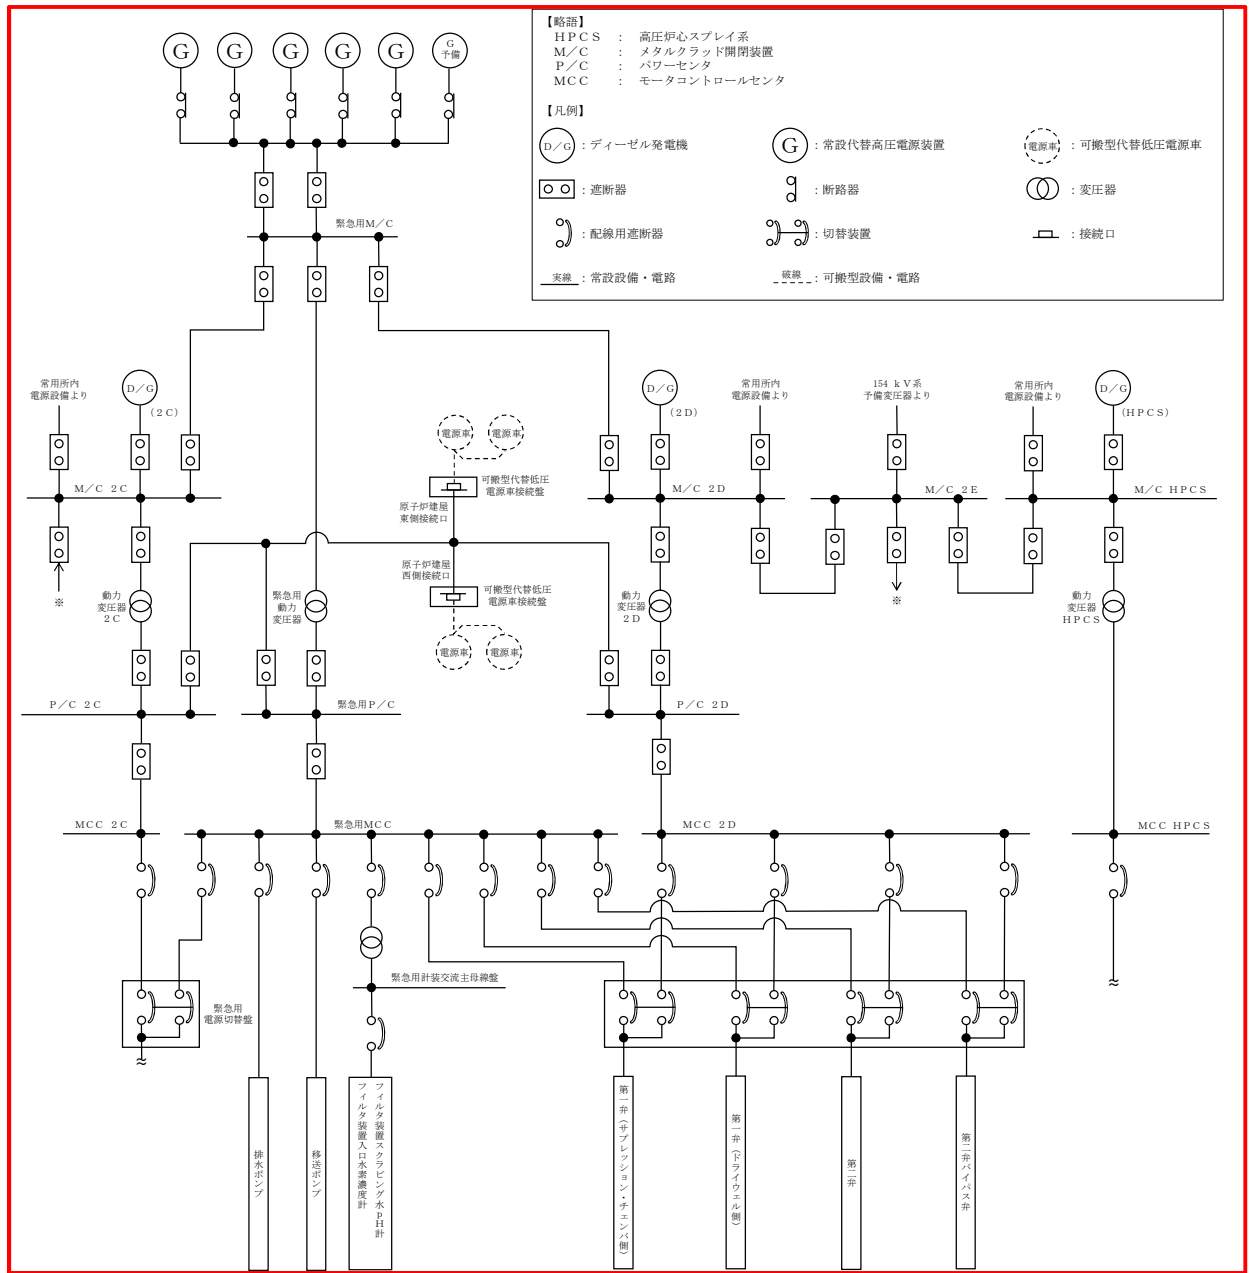 【略語】
ＨＰＣＳ ： 高圧炉心スプレイ系
Ｍ／Ｃ ： メタルクラッド開閉装置
Ｐ／Ｃ ： パワーセンタ
ＭＣＣ ： モータコントロールセンタ
【凡例】
Ｄ／Ｇ ：ディーゼル発電機
Ｇ ：常設代替高圧電源装置
電源車 ：可搬型代替低圧電源車
：遮断器
：断路器
：変圧器
：配線用遮断器
：切替装置
：接続口
実線 ：常設設備・電路
破線 ：可搬型設備・電路
Ｇ
Ｇ
Ｇ
Ｇ
Ｇ
Ｇ
予備
緊急用Ｍ／Ｃ
常用所内
電源設備より
Ｄ／Ｇ
（２Ｃ）
電源車
電源車
Ｄ／Ｇ
（２Ｄ）
常用所内
電源設備より
154 ｋＶ系
予備変圧器より
常用所内
電源設備より
Ｄ／Ｇ
（ＨＰＣＳ）
Ｍ／Ｃ ２Ｃ
可搬型代替低圧
電源車接続盤
原子炉建屋
東側接続口
Ｍ／Ｃ ２Ｄ
Ｍ／Ｃ ２Ｅ
Ｍ／Ｃ ＨＰＣＳ
原子炉建屋
西側接続口
可搬型代替低圧
電源車接続盤
電源車
電源車
※
動力
変圧器
２Ｃ
緊急用
動力
変圧器
動力
変圧器
２Ｄ
※
動力
変圧器
ＨＰＣＳ
Ｐ／Ｃ ２Ｃ
緊急用Ｐ／Ｃ
Ｐ／Ｃ ２Ｄ
ＭＣＣ ２Ｃ
緊急用ＭＣＣ
ＭＣＣ ２Ｄ
ＭＣＣ ＨＰＣＳ
緊急用計装交流主母線盤
緊急用
電源切替盤
排水ポンプ
移送ポンプ
フィルタ装置スクラビング水ｐＨ計
フィルタ装置入口水素濃度計
第一弁（サプレッション・チェンバ側）
第一弁（ドライウェル側）
第二弁
第二弁バイパス弁